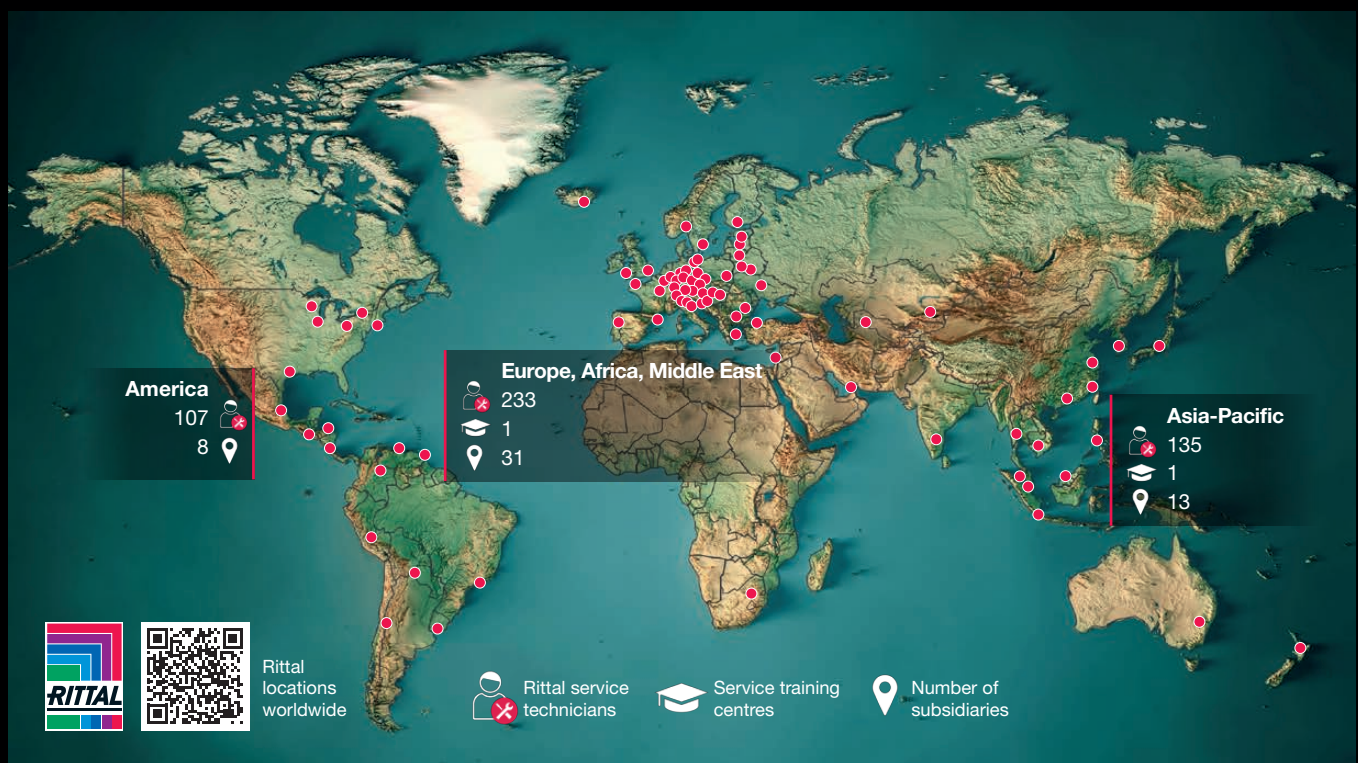 America
107
8
Europe, Africa, Middle East
233
1
31
Asia-Pacific
135
1
13
RITTAL
Rittal
locations
worldwide
Rittal service
technicians
Service training
centres
Number of
subsidiaries